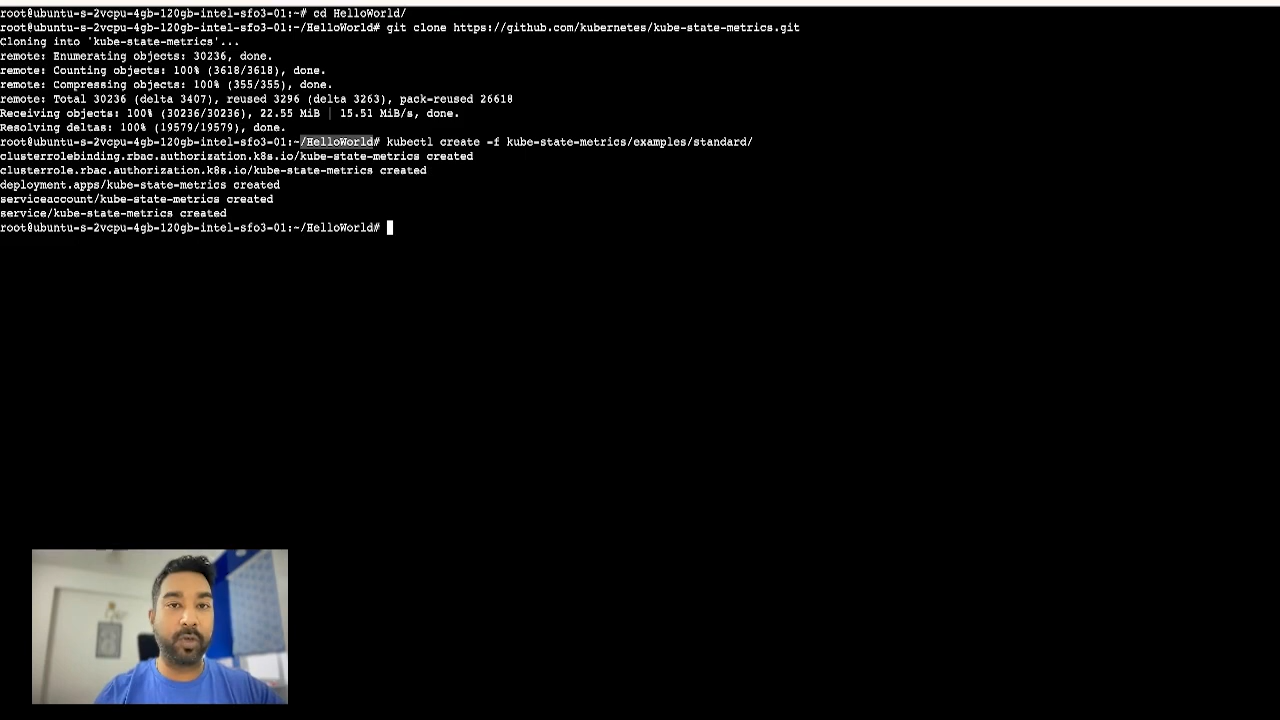 root@ubuntu-s-2vcpu-4gb-120gb-intel-sfo3-01:~# cd HelloWorld/
root@ubuntu-s-2vcpu-4gb-120gb-intel-sfo3-01:~/HelloWorld# git clone https://github.com/kubernetes/kube-state-metrics.git
Cloning into 'kube-state-metrics'...
remote: Enumerating objects: 30236, done.
remote: Counting objects: 100% (3618/3618), done.
remote: Compressing objects: 100% (355/355), done.
remote: Total 30236 (delta 3407), reused 3296 (delta 3263), pack-reused 26618
Receiving objects: 100% (30236/30236), 22.55 MiB | 15.51 MiB/s, done.
Resolving deltas: 100% (19579/19579), done.
root@ubuntu-s-2vcpu-4gb-120gb-intel-sfo3-01:~/HelloWorld# kubectl create -f kube-state-metrics/examples/standard/
clusterrolebinding.rbac.authorization.k8s.io/kube-state-metrics created
clusterrole.rbac.authorization.k8s.io/kube-state-metrics created
deployment.apps/kube-state-metrics created
serviceaccount/kube-state-metrics created
service/kube-state-metrics created
root@ubuntu-s-2vcpu-4gb-120gb-intel-sfo3-01:~/HelloWorld#